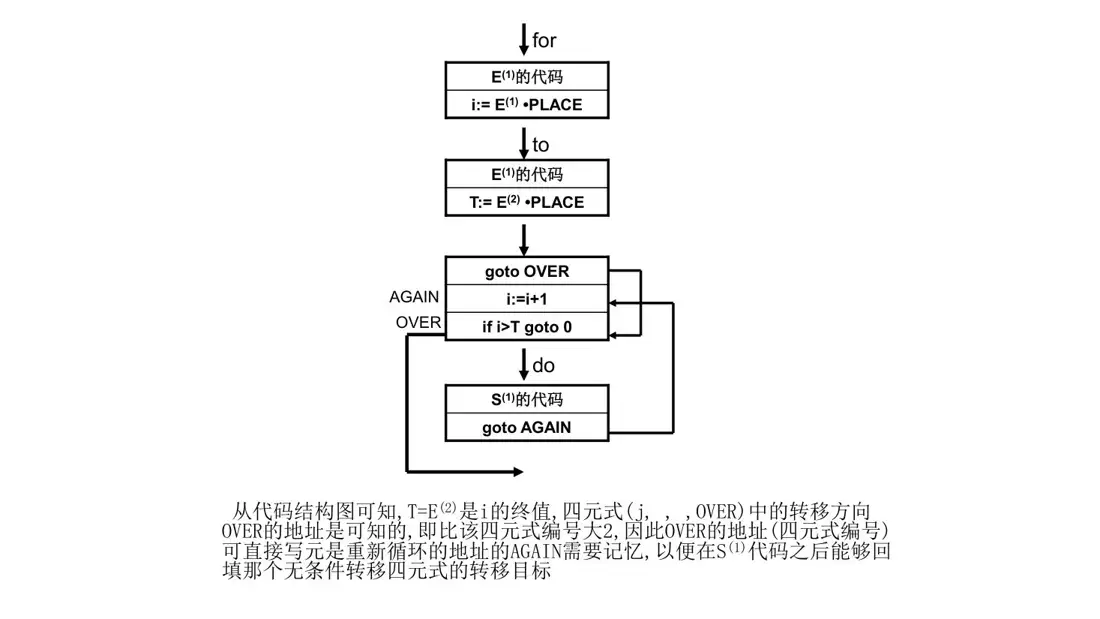 for
E(1)的代码
i:= E(1) •PLACE
to
E(1)的代码
T:= E(2) •PLACE
goto OVER
AGAIN
i:=i+1
OVER
if i>T goto 0
do
S(1)的代码
goto AGAIN
从代码结构图可知,T=E(2)是i的终值,四元式(j, , ,OVER)中的转移方向
OVER的地址是可知的,即比该四元式编号大2,因此OVER的地址(四元式编号)
可直接写元是重新循环的地址的AGAIN需要记忆,以便在S(1)代码之后能够回
填那个无条件转移四元式的转移目标